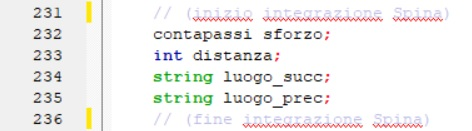 231 // (inizio integrazione Spina)
232 contapassi sforzo;
233 int distanza;
234 string luogo_succ;
235 string luogo_prec;
236 // (fine integrazione Spina)